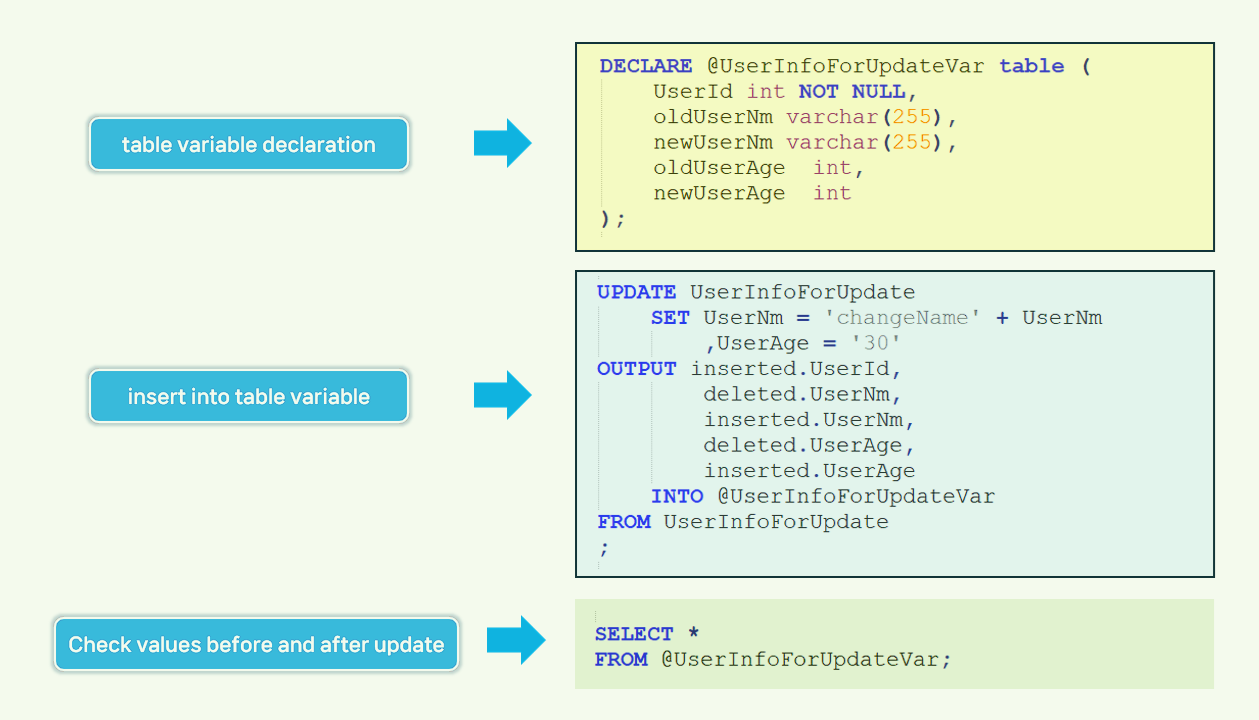 table variable declaration
DECLARE @UserInfoForUpdateVar table (
    UserId int NOT NULL,
    oldUserNm varchar(255),
    newUserNm varchar(255),
    oldUserAge  int,
    newUserAge  int
);
insert into table variable
UPDATE UserInfoForUpdate
    SET UserNm = 'changeName' + UserNm
        ,UserAge = '30'
OUTPUT inserted.UserId,
        deleted.UserNm,
        inserted.UserNm,
        deleted.UserAge,
        inserted.UserAge
    INTO @UserInfoForUpdateVar
FROM UserInfoForUpdate
;
Check values before and after update
SELECT *
FROM @UserInfoForUpdateVar;